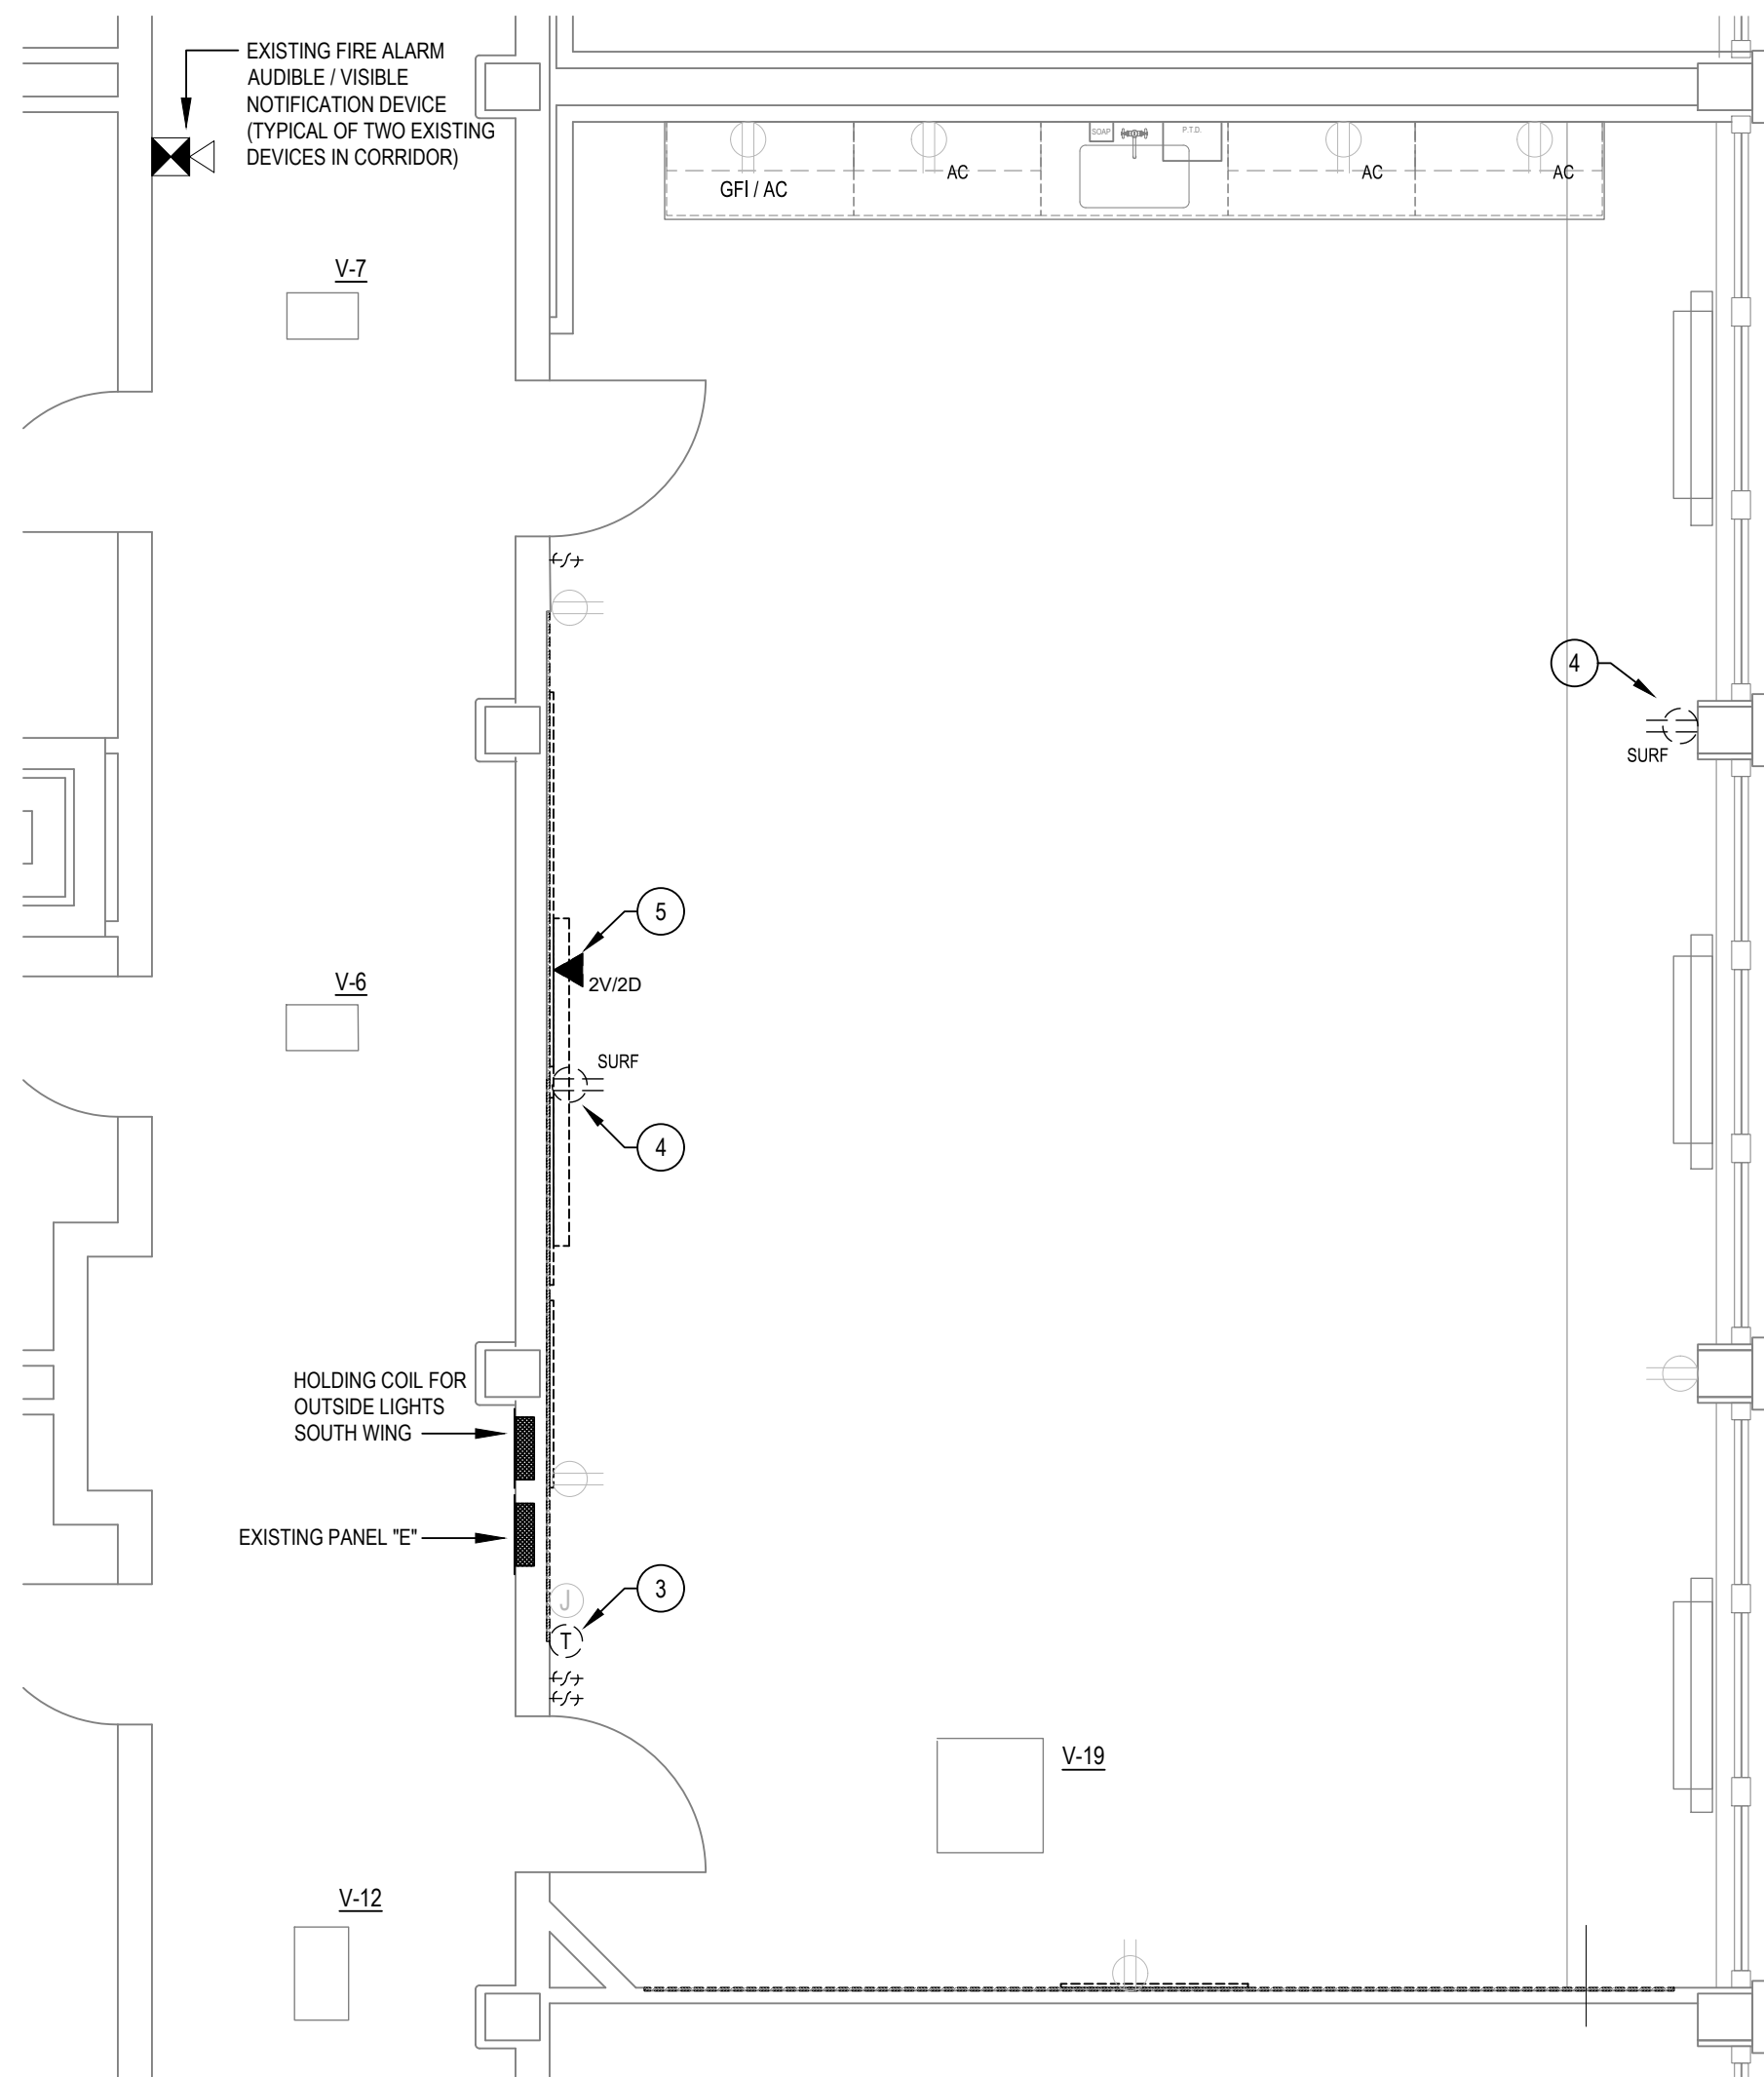 EXISTING FIRE ALARM
AUDIBLE / VISIBLE
NOTIFICATION DEVICE
(TYPICAL OF TWO EXISTING
DEVICES IN CORRIDOR)
SOAP
P.T.D.
GFI / AC
AC
AC
AC
V-7
4
SURF
5
2V/2D
V-6
SURF
4
HOLDING COIL FOR
OUTSIDE LIGHTS
SOUTH WING
EXISTING PANEL "E"
J
3
T
V-19
V-12